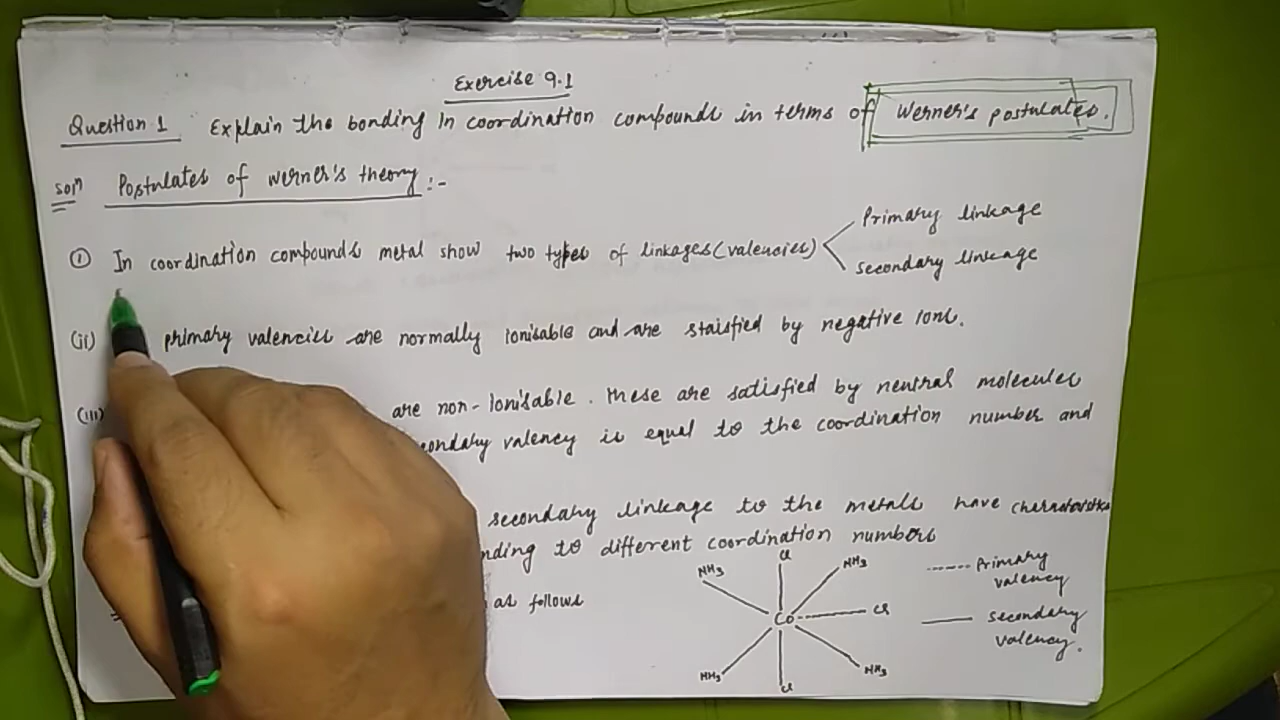 Exercise 9.1
Question 1 Explain the bonding In coordination compounds in terms of Werner's postulates.
Soln Postulates of werner's theory :-
(i) In coordination compounds metal show two types of linkages (valencies) Primary linkage
secondary linkage
(ii) primary valencies are normally ionisable and are staisfied by negative ions.
(iii) are non-Ionisable. These are satisfied by neutral molecules
secondary valency is equal to the coordination number and
secondary linkage to the metals have
to different coordination numbers
as follows
Cl
NH3 NH3
Co Cl
NH3 NH3
Cl
Primary
valency
secondary
valency.